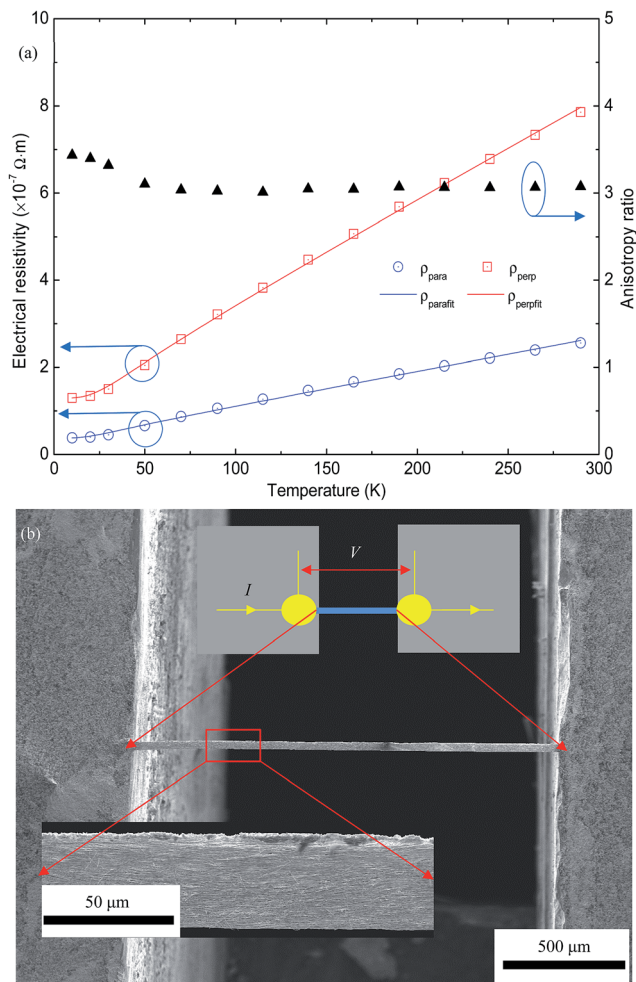 (a)
10
8
6
4
2
0
5
4
3
2
1
0
Electrical resistivity (×10⁻⁷ Ω·m)
Anisotropy ratio
ρpara
ρperp
ρparafit
ρperpfit
0 50 100 150 200 250 300
Temperature (K)
(b)
V
I
50 μm
500 μm